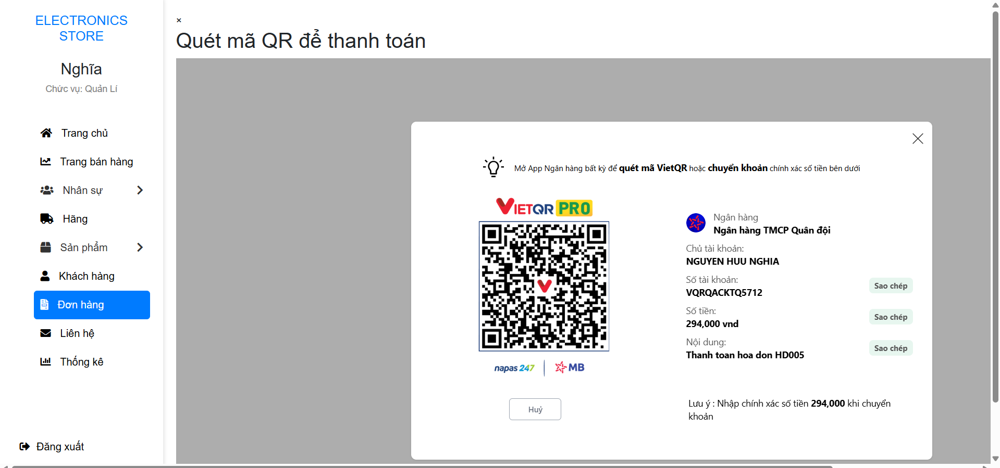 ELECTRONICS
STORE
Nghĩa
Chức vụ: Quản Lí
Trang chủ
Trang bán hàng
Nhân sự
Hãng
Sản phẩm
Khách hàng
Đơn hàng
Liên hệ
Thống kê
Đăng xuất
×
Quét mã QR để thanh toán
Mở App Ngân hàng bất kỳ để quét mã VietQR hoặc chuyển khoản chính xác số tiền bên dưới
VIETQR PRO
napas 247 | MB
Huỷ
Ngân hàng
Ngân hàng TMCP Quân đội
Chủ tài khoản:
NGUYEN HUU NGHIA
Số tài khoản:
VQRQACKTQ5712
Sao chép
Số tiền:
294,000 vnd
Sao chép
Nội dung:
Thanh toan hoa don HD005
Sao chép
Lưu ý : Nhập chính xác số tiền 294,000 khi chuyển
khoản